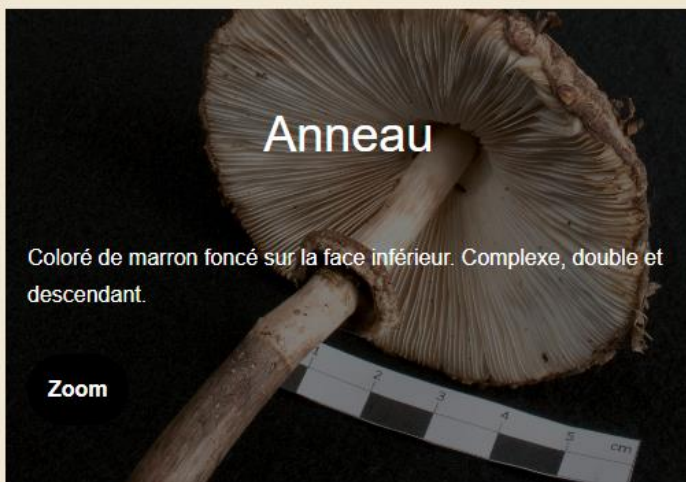 Anneau
Coloré de marron foncé sur la face inférieur. Complexe, double et
descendant.
Zoom
1 2 3 4 5 cm